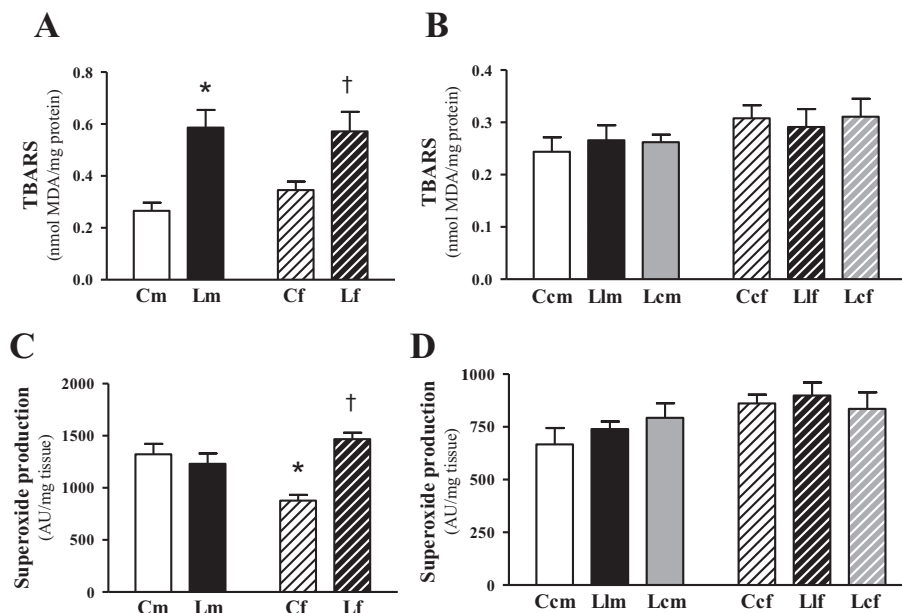 A
TBARS
(nmol MDA/mg protein)
0.8
0.6
0.4
0.2
0.0
*
†
Cm Lm Cf Lf
B
TBARS
(nmol MDA/mg protein)
0.4
0.3
0.2
0.1
0.0
Ccm Llm Lcm Ccf Llf Lcf
C
Superoxide production
(AU/mg tissue)
2000
1500
1000
500
0
*
†
Cm Lm Cf Lf
D
Superoxide production
(AU/mg tissue)
1000
750
500
250
0
Ccm Llm Lcm Ccf Llf Lcf